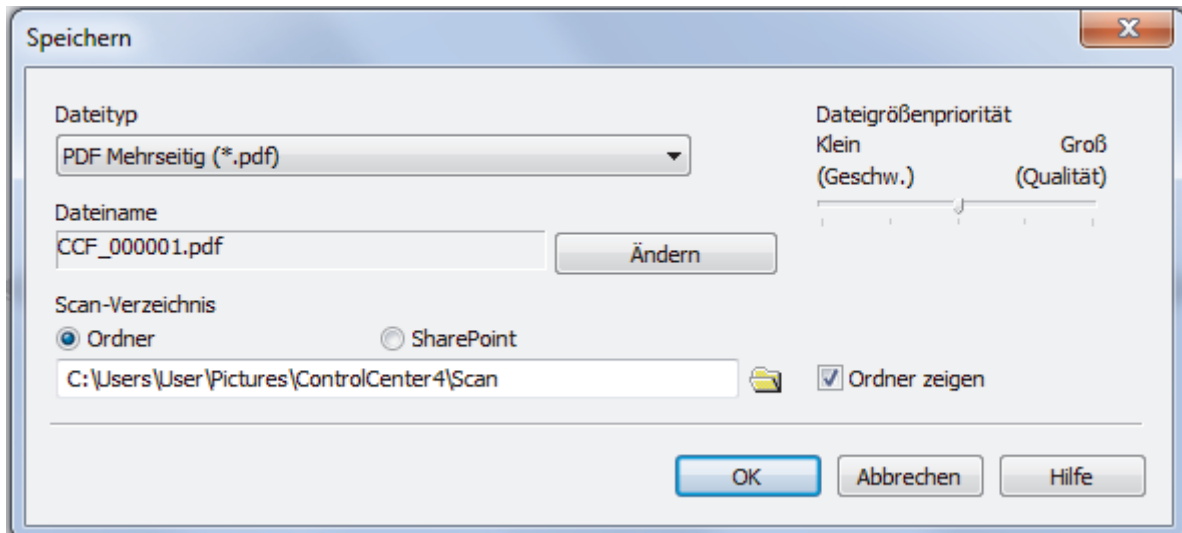 Speichern
Dateityp
PDF Mehrseitig (*.pdf)
Dateiname
CCF_000001.pdf
Ändern
Scan-Verzeichnis
Ordner
SharePoint
C:\Users\User\Pictures\ControlCenter4\Scan
Dateigrößenpriorität
Klein Groß
(Geschw.) (Qualität)
Ordner zeigen
OK Abbrechen Hilfe